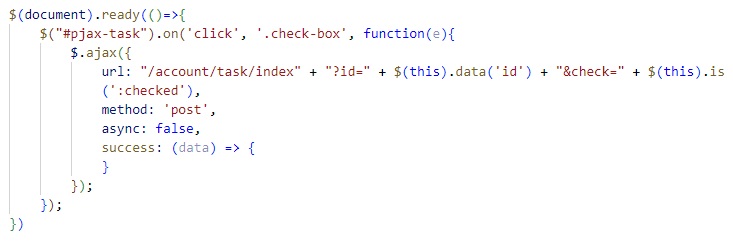 $(document).ready(()=>{
$("#pjax-task").on('click', '.check-box', function(e){
$.ajax({
url: "/account/task/index" + "?id=" + $(this).data('id') + "&check=" + $(this).is
(':checked'),
method: 'post',
async: false,
success: (data) => {
}
});
});
})